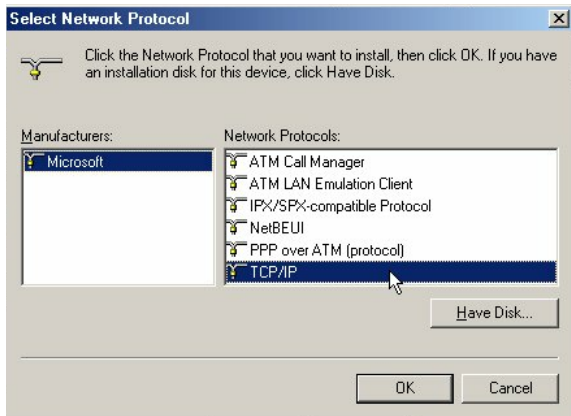 Select Network Protocol
Click the Network Protocol that you want to install, then click OK. If you have
an installation disk for this device, click Have Disk.
Manufacturers:
Microsoft
Network Protocols:
ATM Call Manager
ATM LAN Emulation Client
IPX/SPX-compatible Protocol
NetBEUI
PPP over ATM (protocol)
TCP/IP
Have Disk...
OK
Cancel